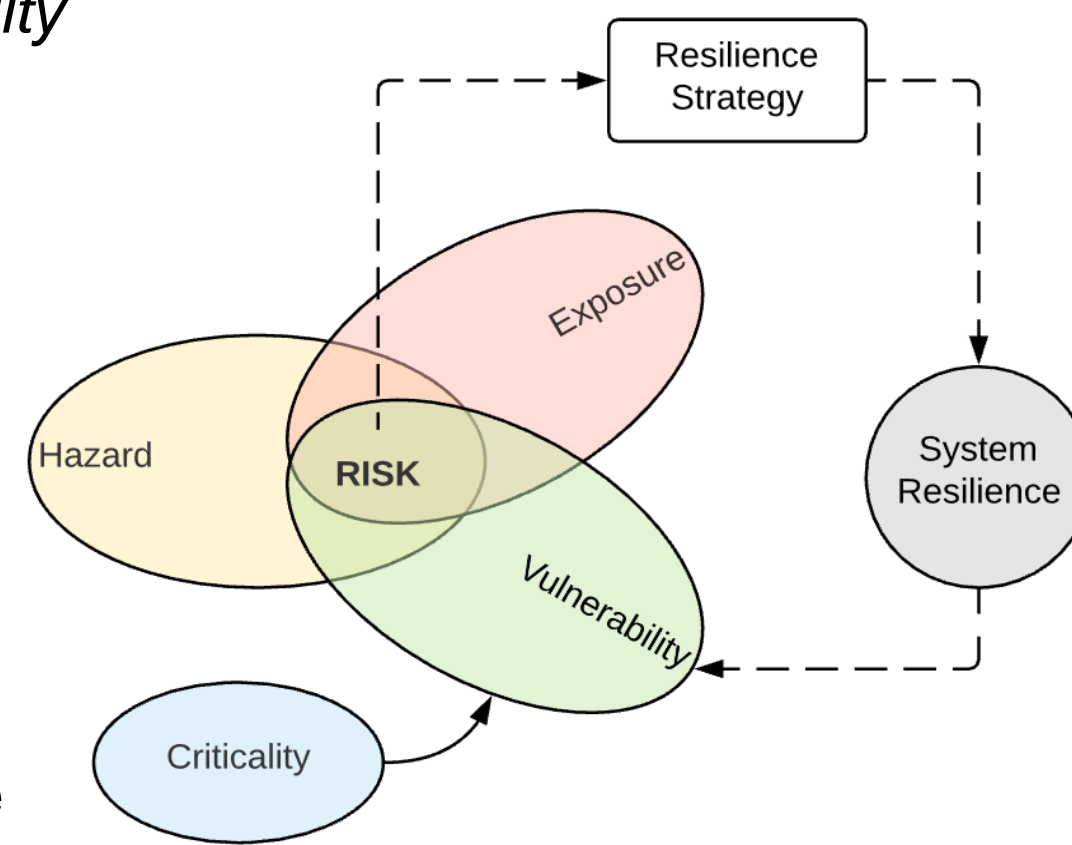 Resilience
Strategy
Exposure
Hazard
RISK
System
Resilience
Vulnerability
Criticality